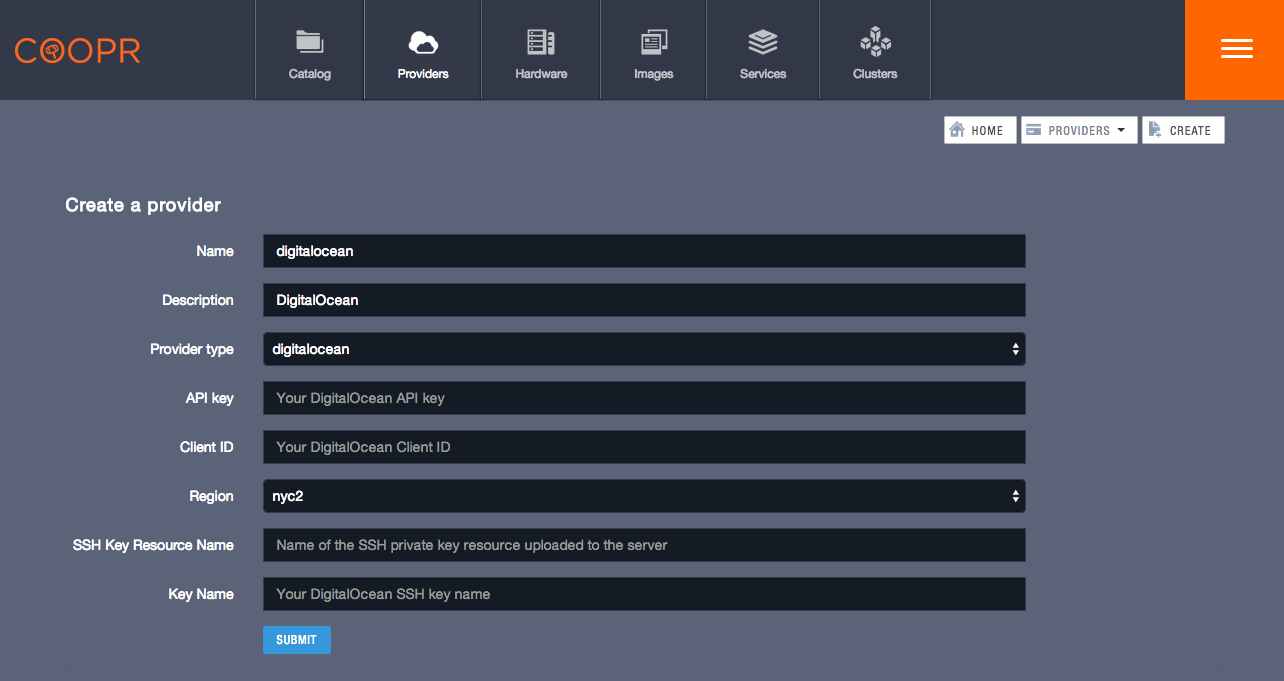 COOPR
Catalog
Providers
Hardware
Images
Services
Clusters
HOME
PROVIDERS
CREATE
Create a provider
Name digitalocean
Description DigitalOcean
Provider type digitalocean
API key Your DigitalOcean API key
Client ID Your DigitalOcean Client ID
Region nyc2
SSH Key Resource Name Name of the SSH private key resource uploaded to the server
Key Name Your DigitalOcean SSH key name
SUBMIT